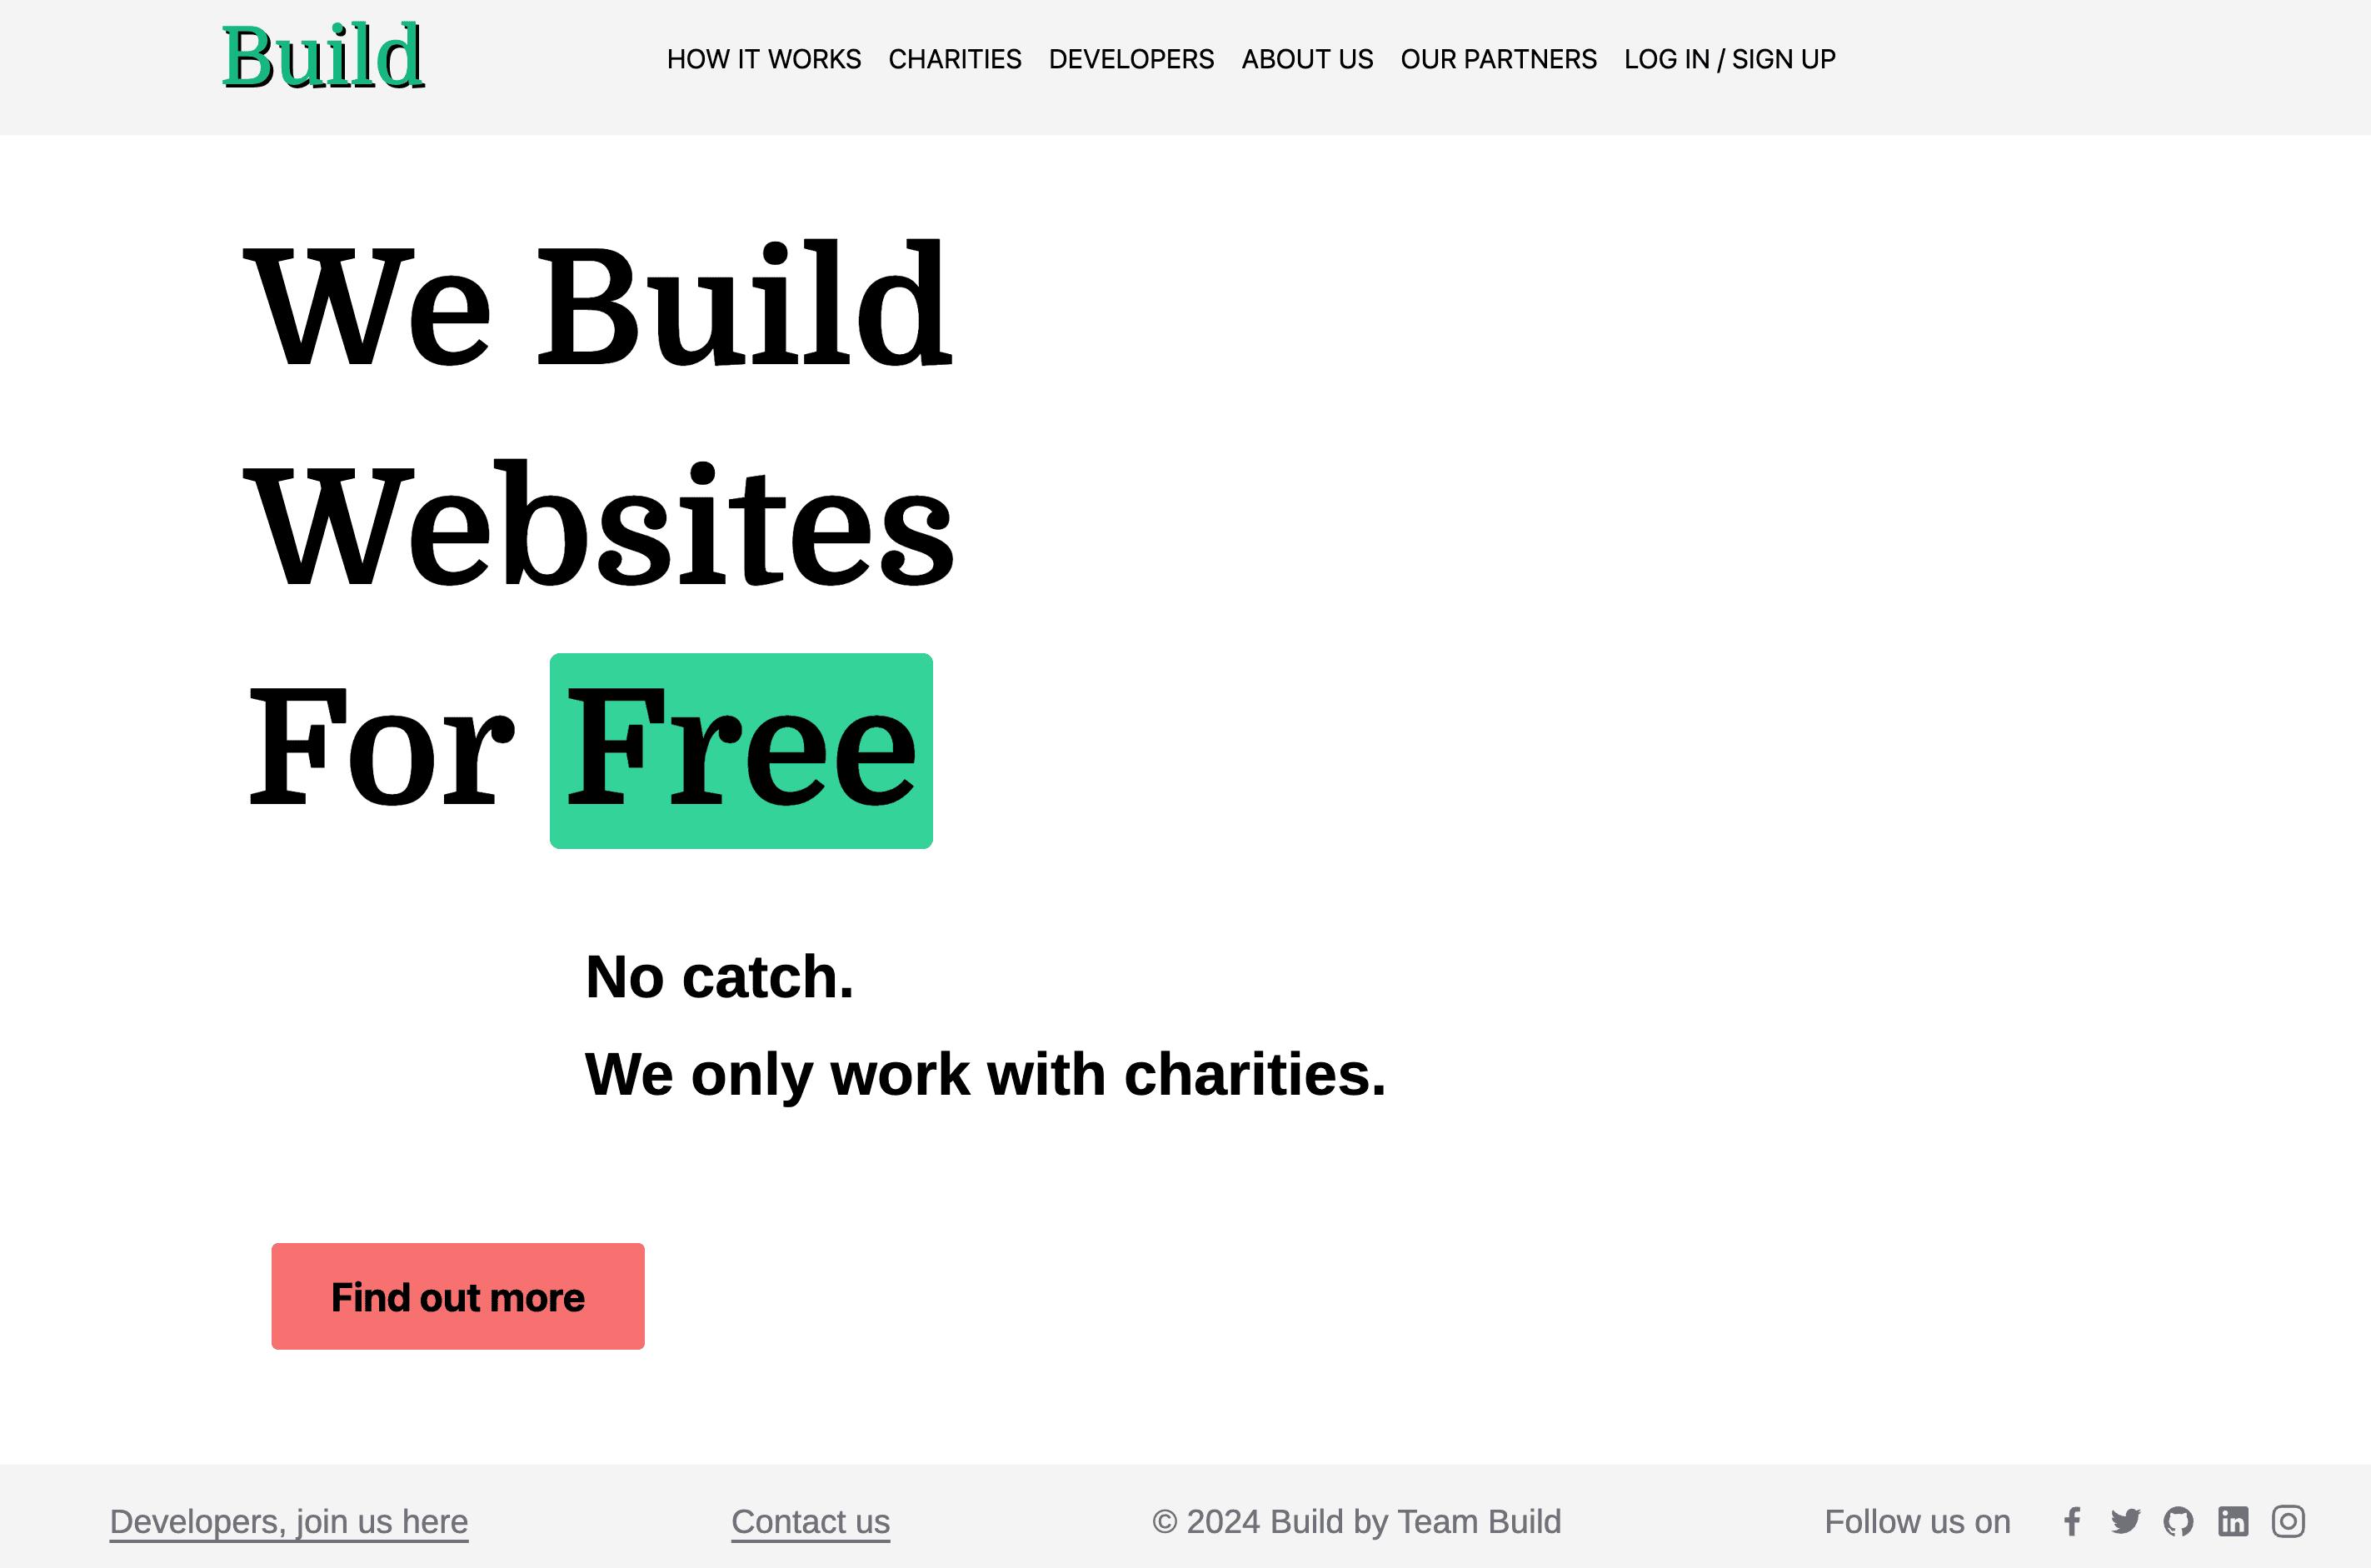 Build
HOW IT WORKS CHARITIES DEVELOPERS ABOUT US OUR PARTNERS LOG IN / SIGN UP
We Build
Websites
For Free
No catch.
We only work with charities.
Find out more
Developers, join us here Contact us © 2024 Build by Team Build Follow us on